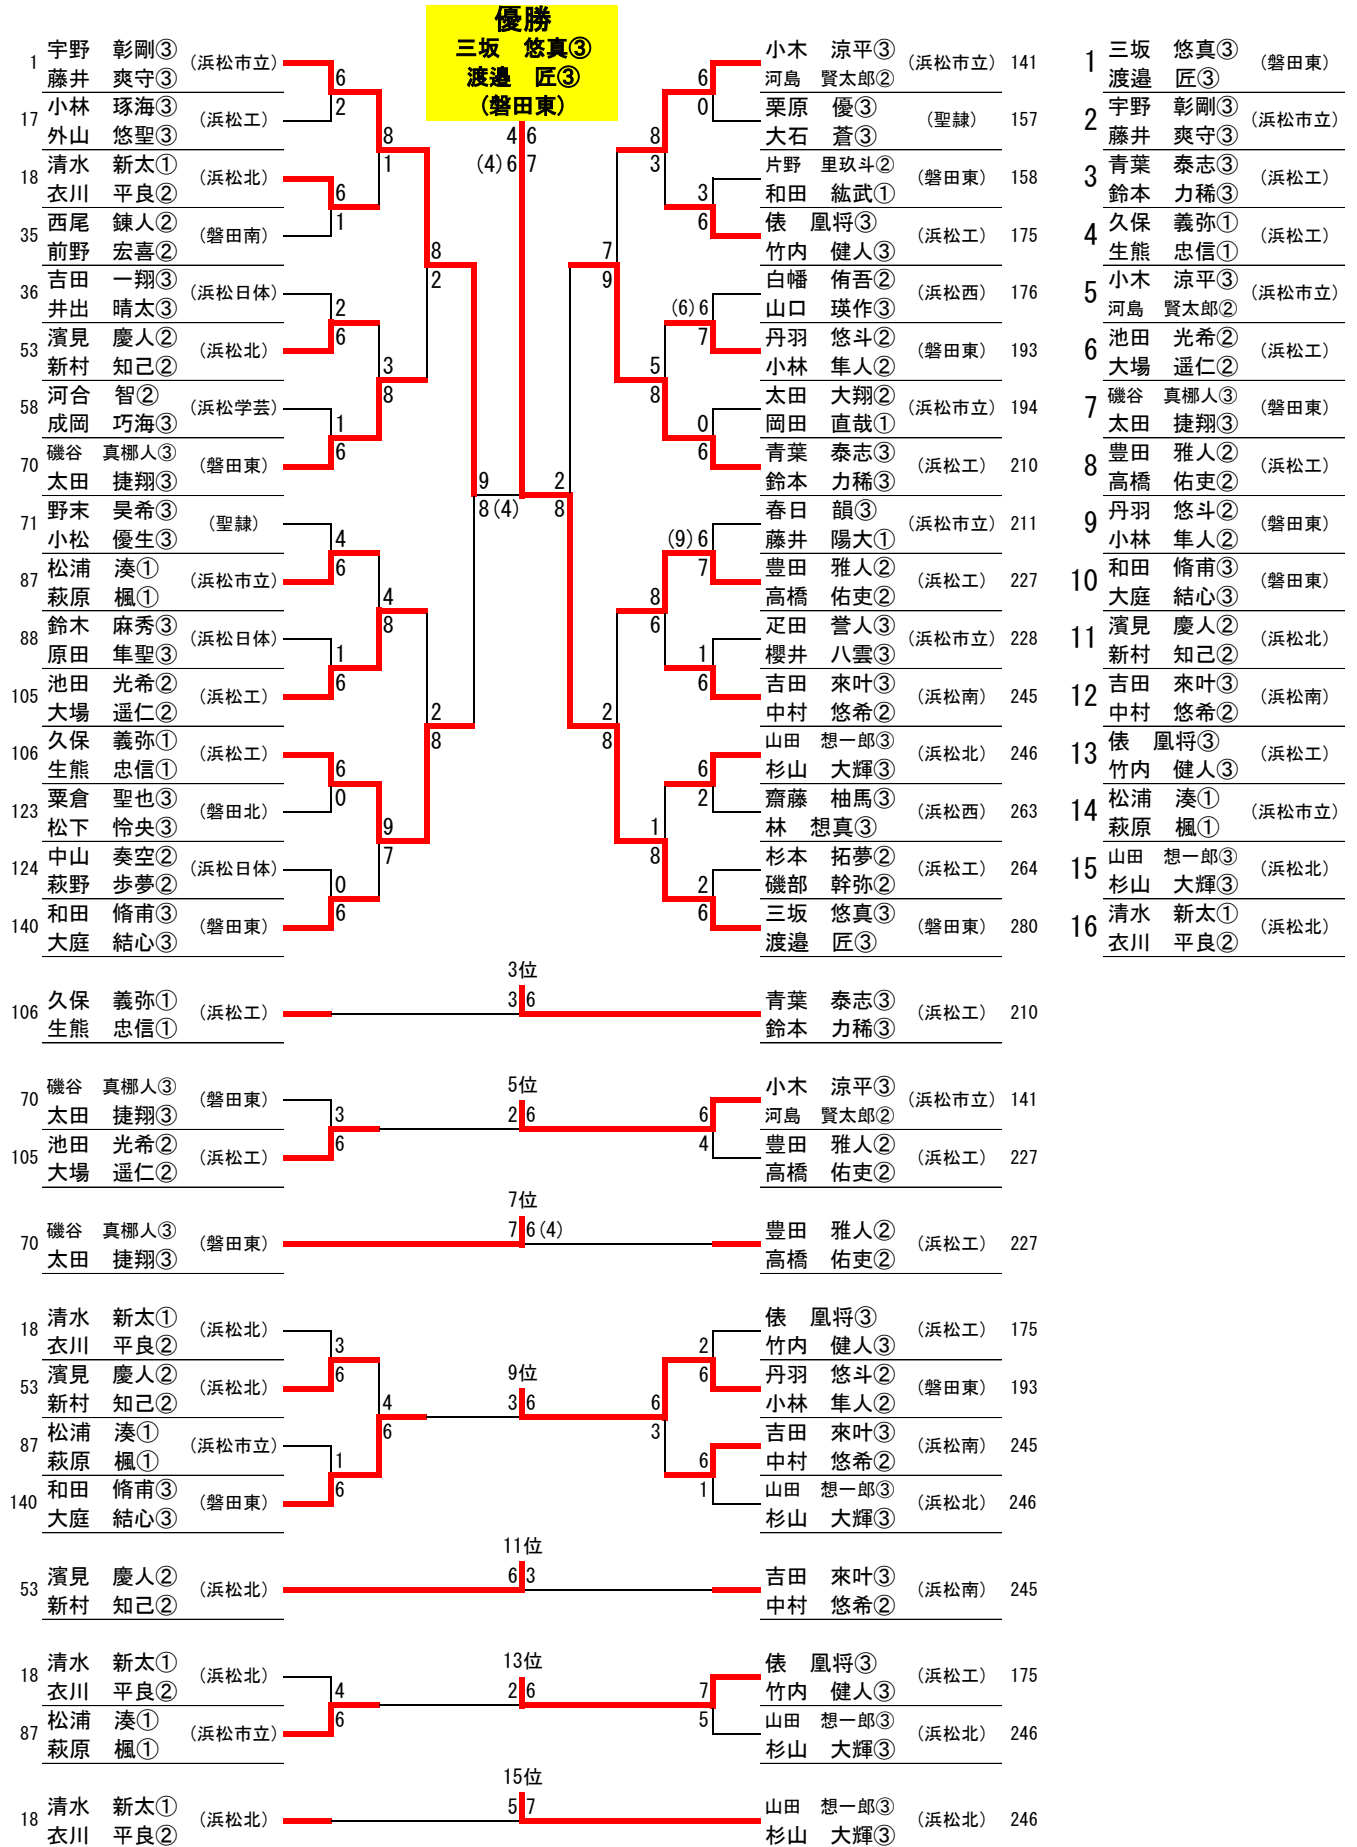 優勝
三坂　悠真③
渡邉　匠③
(磐田東)
1 宇野　彰剛③ (浜松市立)
藤井　爽守③
17 小林　琢海③ (浜松工)
外山　悠聖③
18 清水　新太① (浜松北)
衣川　平良②
35 西尾　錬人② (磐田南)
前野　宏喜②
36 吉田　一翔③ (浜松日体)
井出　晴太③
53 濱見　慶人② (浜松北)
新村　知己②
58 河合　智② (浜松学芸)
成岡　巧海③
70 磯谷　真梛人③ (磐田東)
太田　捷翔③
71 野末　昊希③ (聖隷)
小松　優生③
87 松浦　湊① (浜松市立)
萩原　楓①
88 鈴木　麻秀③ (浜松日体)
原田　隼聖③
105 池田　光希② (浜松工)
大場　遥仁②
106 久保　義弥① (浜松工)
生熊　忠信①
123 粟倉　聖也③ (磐田北)
松下　怜央③
124 中山　奏空② (浜松日体)
萩野　歩夢②
140 和田　脩甫③ (磐田東)
大庭　結心③
6
2
6
1
2
6
1
6
4
6
1
6
6
0
0
6
8
1
3
8
4
8
9
7
8
2
2
8
9
8(4)
4 6
(4)6 7
2
8
7
9
2
8
8
3
5
8
8
6
1
8
6
0
3
6
(6)6
7
0
6
(9)6
7
1
6
6
2
2
6
小木　涼平③ (浜松市立) 141
河島　賢太郎②
栗原　優③ (聖隷) 157
大石　蒼③
片野　里玖斗② (磐田東) 158
和田　紘武①
俵　凰将③ (浜松工) 175
竹内　健人③
白幡　侑吾② (浜松西) 176
山口　瑛作③
丹羽　悠斗② (磐田東) 193
小林　隼人②
太田　大翔② (浜松市立) 194
岡田　直哉①
青葉　泰志③ (浜松工) 210
鈴本　力稀③
春日　韻③ (浜松市立) 211
藤井　陽大①
豊田　雅人② (浜松工) 227
高橋　佑吏②
疋田　誉人③ (浜松市立) 228
櫻井　八雲③
吉田　來叶③ (浜松南) 245
中村　悠希②
山田　想一郎③ (浜松北) 246
杉山　大輝③
齋藤　柚馬③ (浜松西) 263
林　想真③
杉本　拓夢② (浜松工) 264
磯部　幹弥②
三坂　悠真③ (磐田東) 280
渡邉　匠③
1 三坂　悠真③ (磐田東)
渡邉　匠③
2 宇野　彰剛③ (浜松市立)
藤井　爽守③
3 青葉　泰志③ (浜松工)
鈴本　力稀③
4 久保　義弥① (浜松工)
生熊　忠信①
5 小木　涼平③ (浜松市立)
河島　賢太郎②
6 池田　光希② (浜松工)
大場　遥仁②
7 磯谷　真梛人③ (磐田東)
太田　捷翔③
8 豊田　雅人② (浜松工)
高橋　佑吏②
9 丹羽　悠斗② (磐田東)
小林　隼人②
10 和田　脩甫③ (磐田東)
大庭　結心③
11 濱見　慶人② (浜松北)
新村　知己②
12 吉田　來叶③ (浜松南)
中村　悠希②
13 俵　凰将③ (浜松工)
竹内　健人③
14 松浦　湊① (浜松市立)
萩原　楓①
15 山田　想一郎③ (浜松北)
杉山　大輝③
16 清水　新太① (浜松北)
衣川　平良②
3位
106 久保　義弥① (浜松工) 3 6 青葉　泰志③ (浜松工) 210
生熊　忠信① 鈴本　力稀③
5位
70 磯谷　真梛人③ (磐田東) 小木　涼平③ (浜松市立) 141
太田　捷翔③ 3 2 6 6 河島　賢太郎②
105 池田　光希② (浜松工) 6 4 豊田　雅人② (浜松工) 227
大場　遥仁② 高橋　佑吏②
7位
70 磯谷　真梛人③ (磐田東) 7 6(4) 豊田　雅人② (浜松工) 227
太田　捷翔③ 高橋　佑吏②
18 清水　新太① (浜松北) 俵　凰将③ (浜松工) 175
衣川　平良② 3 2 竹内　健人③
53 濱見　慶人② (浜松北) 6 9位 6 丹羽　悠斗② (磐田東) 193
新村　知己② 4 3 6 6 小林　隼人②
87 松浦　湊① (浜松市立) 6 3 吉田　來叶③ (浜松南) 245
萩原　楓① 1 6 中村　悠希②
140 和田　脩甫③ (磐田東) 6 1 山田　想一郎③ (浜松北) 246
大庭　結心③ 杉山　大輝③
11位
53 濱見　慶人② (浜松北) 6 3 吉田　來叶③ (浜松南) 245
新村　知己② 中村　悠希②
13位
18 清水　新太① (浜松北) 俵　凰将③ (浜松工) 175
衣川　平良② 4 2 6 7 竹内　健人③
87 松浦　湊① (浜松市立) 6 5 山田　想一郎③ (浜松北) 246
萩原　楓① 杉山　大輝③
15位
18 清水　新太① (浜松北) 5 7 山田　想一郎③ (浜松北) 246
衣川　平良② 杉山　大輝③